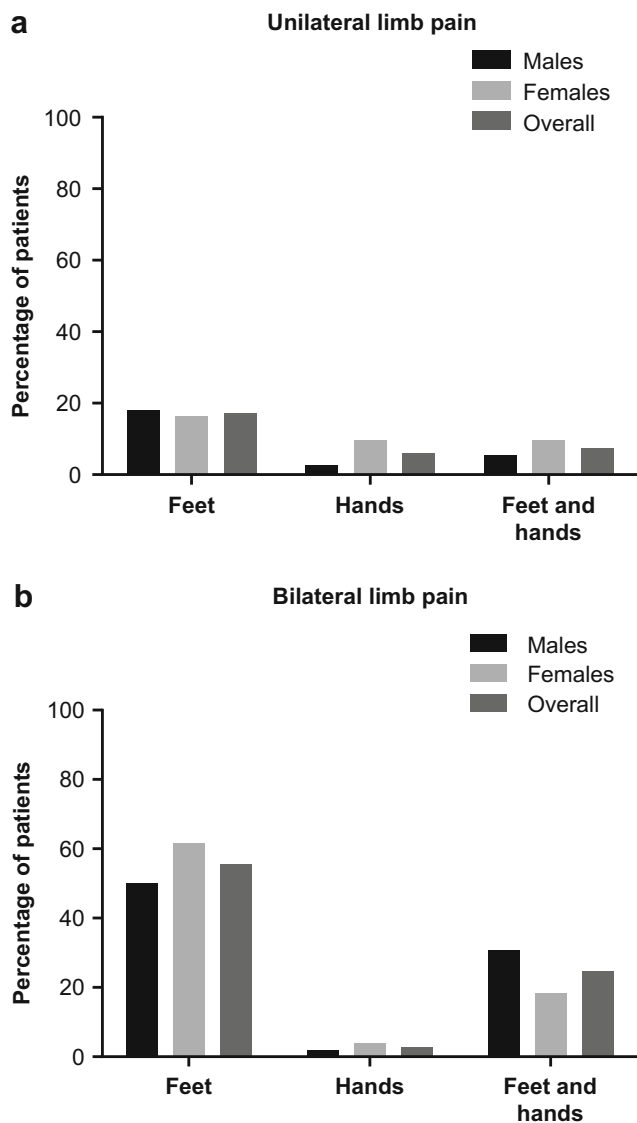 a
Unilateral limb pain
Males
Females
Overall
Percentage of patients
100
80
60
40
20
0
Feet
Hands
Feet and
hands
b
Bilateral limb pain
Males
Females
Overall
Percentage of patients
100
80
60
40
20
0
Feet
Hands
Feet and
hands